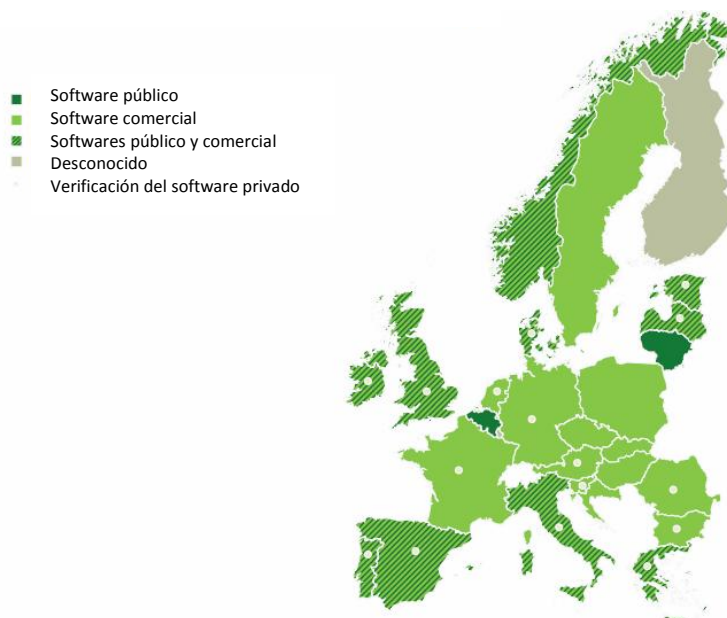 Software público
Software comercial
Softwares público y comercial
Desconocido
Verificación del software privado